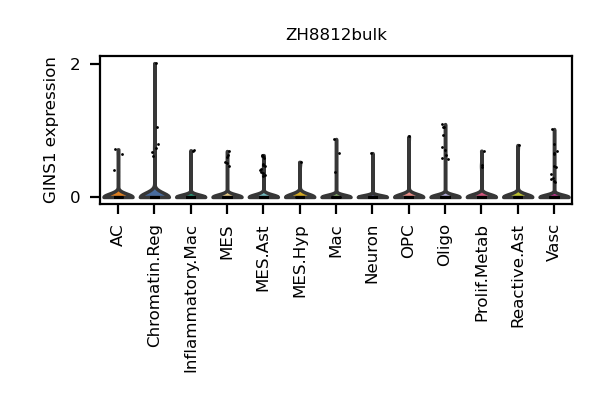 ZH8812bulk
GINS1 expression
2
0
AC
Chromatin.Reg
Inflammatory.Mac
MES
MES.Ast
MES.Hyp
Mac
Neuron
OPC
Oligo
Prolif.Metab
Reactive.Ast
Vasc